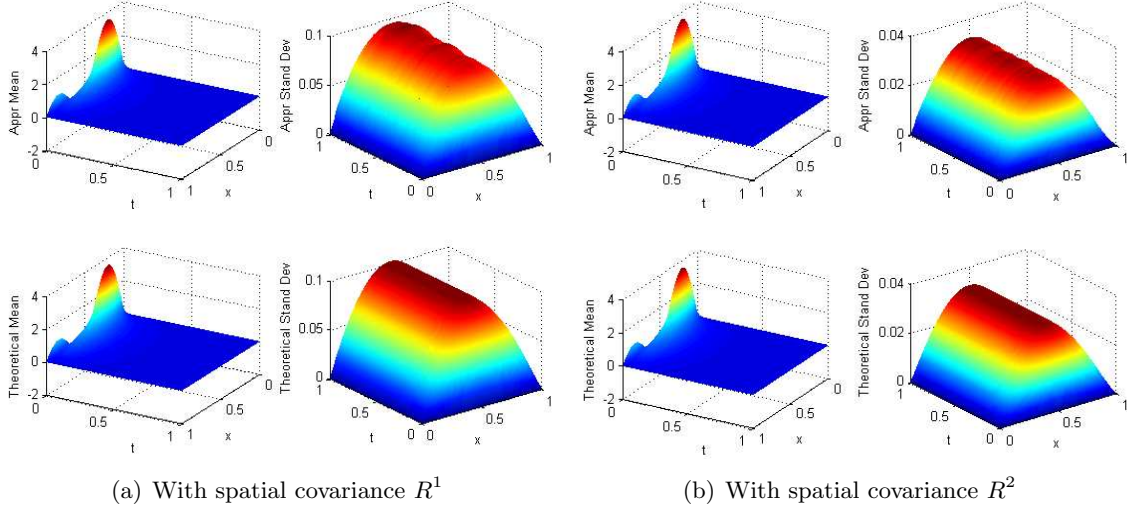 4
2
0
-2
Appr Mean
0
0.5
1
t
1
0.5
0
x
0.1
0.05
0
Appr Stand Dev
1
0.5
0
t
0
0.5
1
x
4
2
0
-2
Appr Mean
0
0.5
1
t
1
0.5
0
x
0.04
0.02
0
Appr Stand Dev
1
0.5
0
t
0
0.5
1
x
4
2
0
-2
Theoretical Mean
0
0.5
1
t
1
0.5
0
x
0.1
0.05
0
Theoretical Stand Dev
1
0.5
0
t
0
0.5
1
x
4
2
0
-2
Theoretical Mean
0
0.5
1
t
1
0.5
0
x
0.04
0.02
0
Theoretical Stand Dev
1
0.5
0
t
0
0.5
1
x
(a) With spatial covariance R¹
(b) With spatial covariance R²